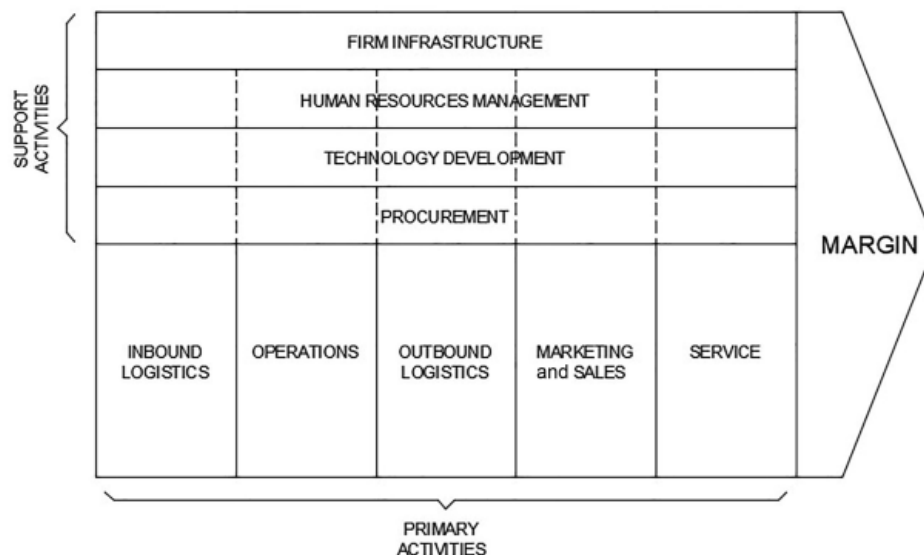 SUPPORT
ACTIVITIES
FIRM INFRASTRUCTURE
HUMAN RESOURCES MANAGEMENT
TECHNOLOGY DEVELOPMENT
PROCUREMENT
MARGIN
INBOUND
LOGISTICS
OPERATIONS
OUTBOUND
LOGISTICS
MARKETING
and SALES
SERVICE
PRIMARY
ACTIVITIES